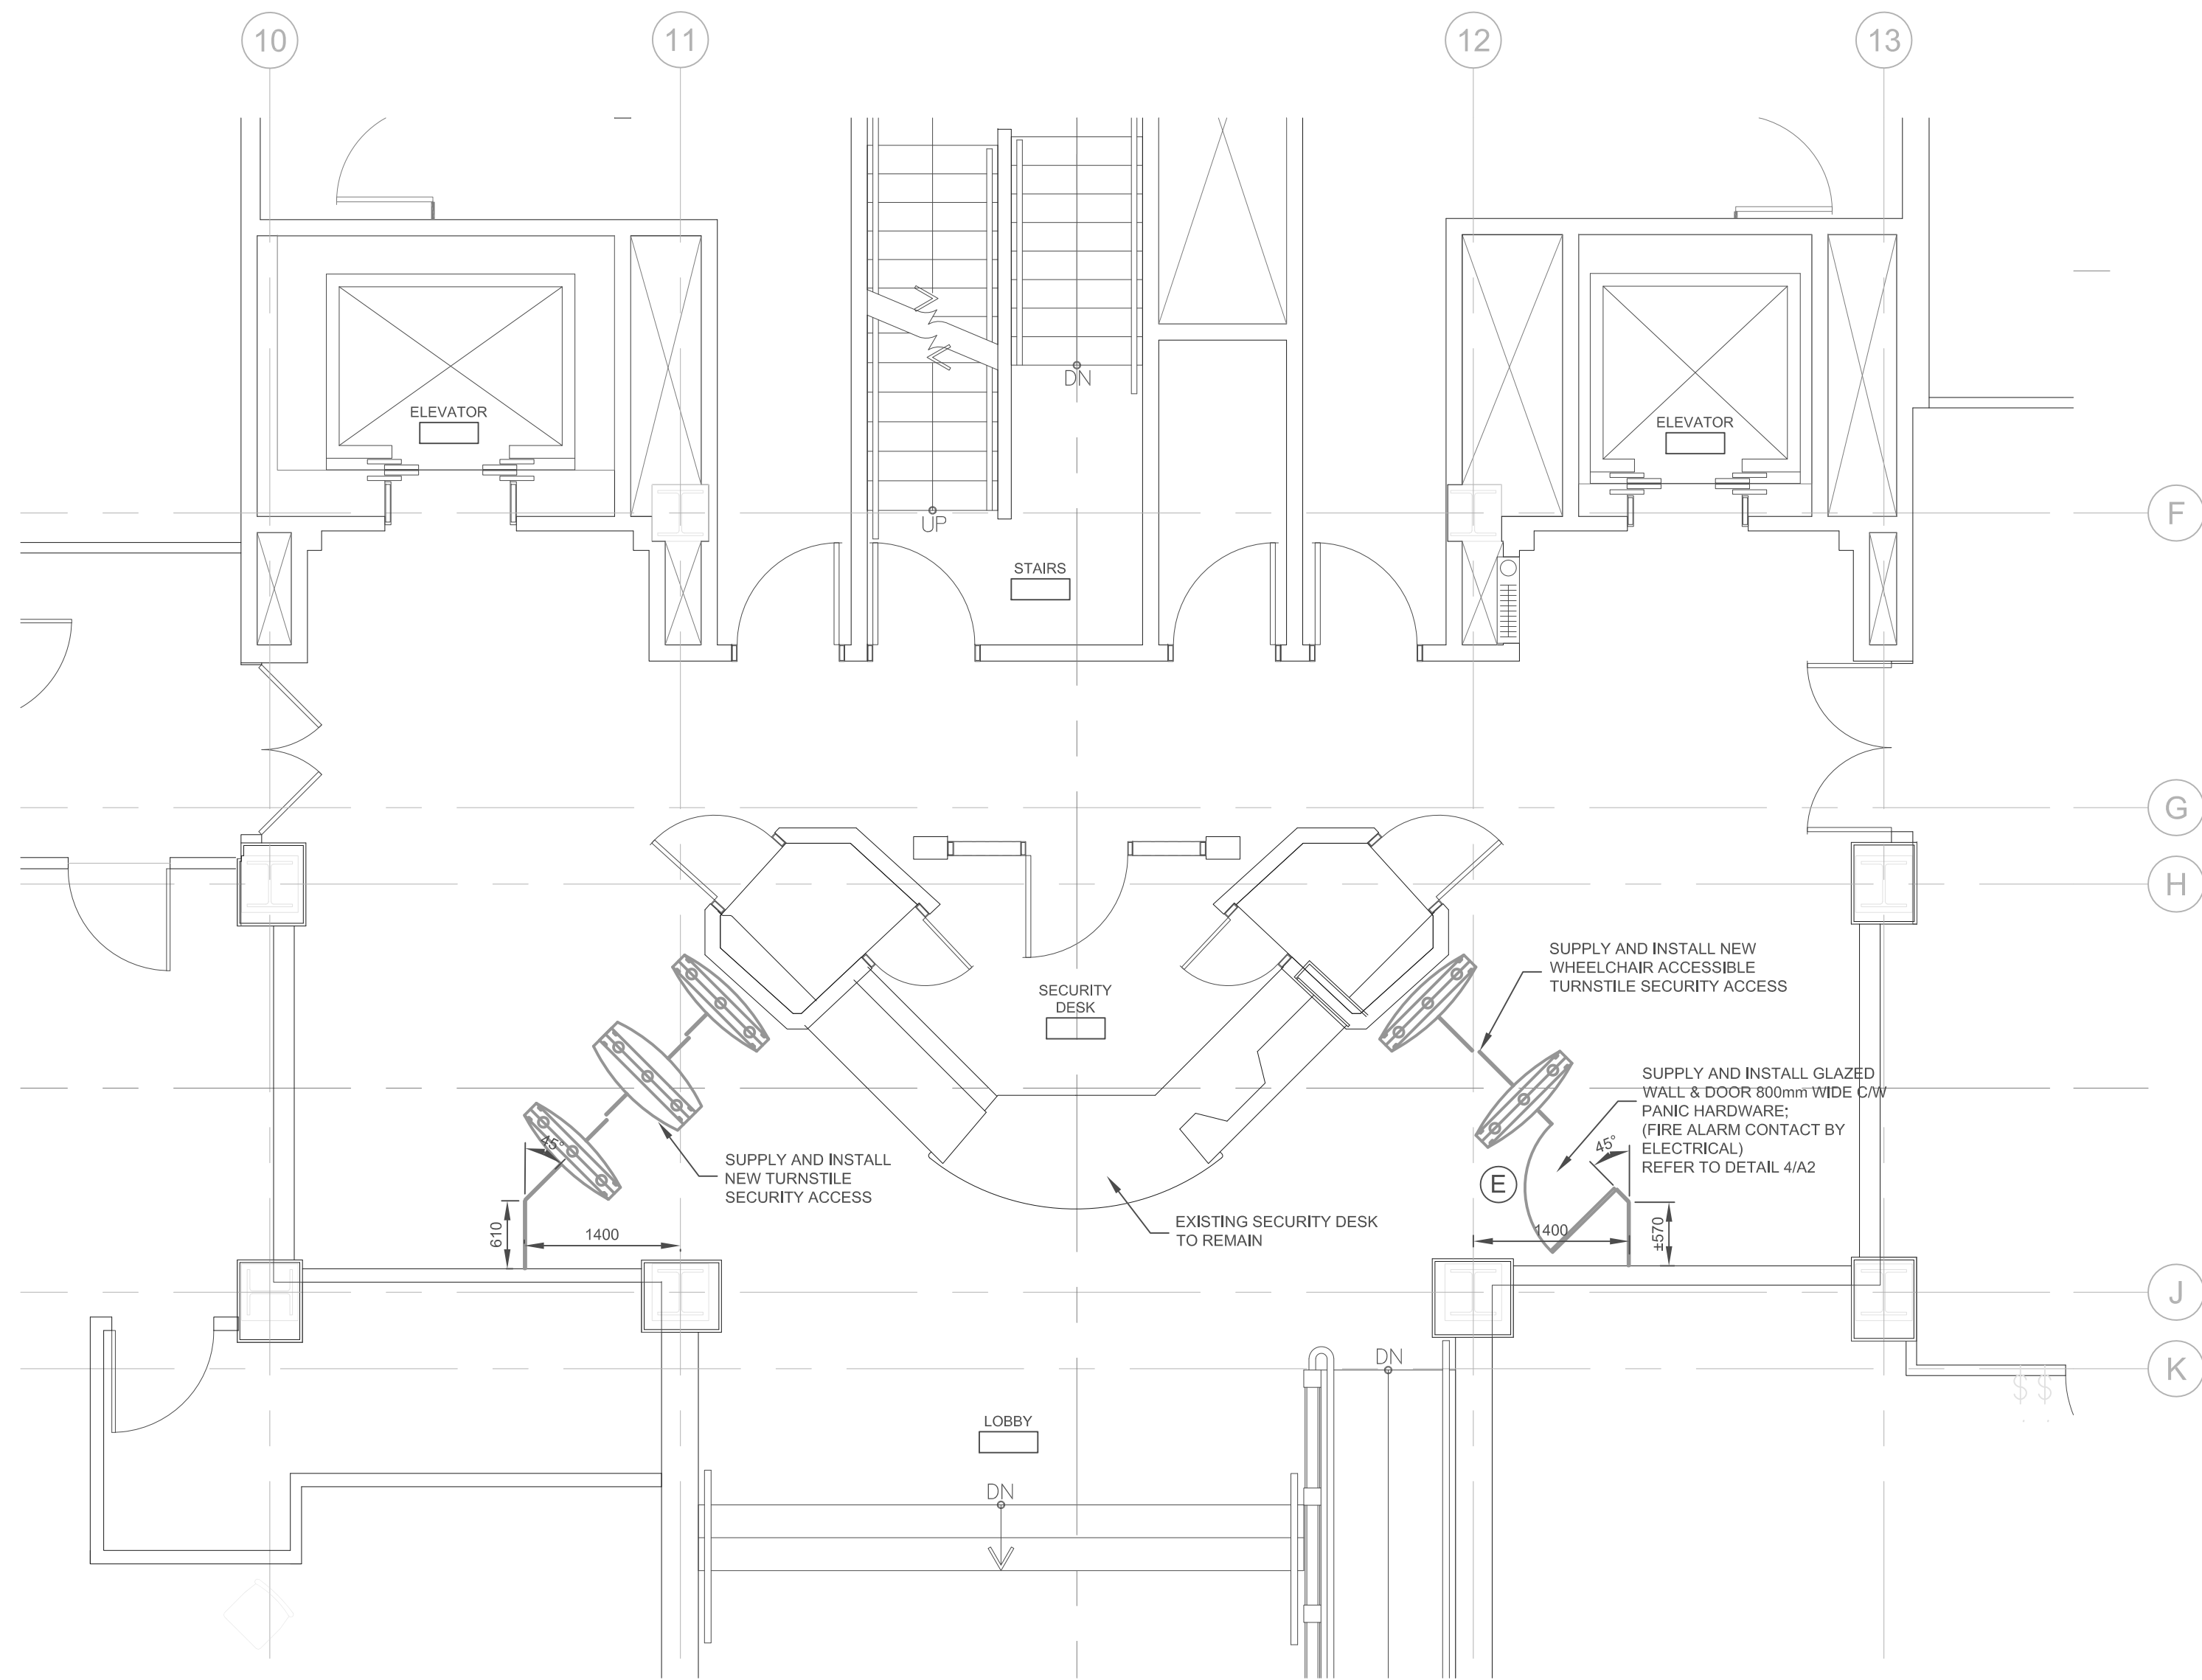 10
11
12
13
ELEVATOR
DN
ELEVATOR
F
UP
STAIRS
G
H
SUPPLY AND INSTALL NEW
WHEELCHAIR ACCESSIBLE
TURNSTILE SECURITY ACCESS
SECURITY
DESK
SUPPLY AND INSTALL GLAZED
WALL & DOOR 800mm WIDE C/W
PANIC HARDWARE;
(FIRE ALARM CONTACT BY
ELECTRICAL)
REFER TO DETAIL 4/A2
45°
45°
SUPPLY AND INSTALL
NEW TURNSTILE
SECURITY ACCESS
E
EXISTING SECURITY DESK
TO REMAIN
610
1400
1400
±570
J
K
DN
$ $
LOBBY
DN